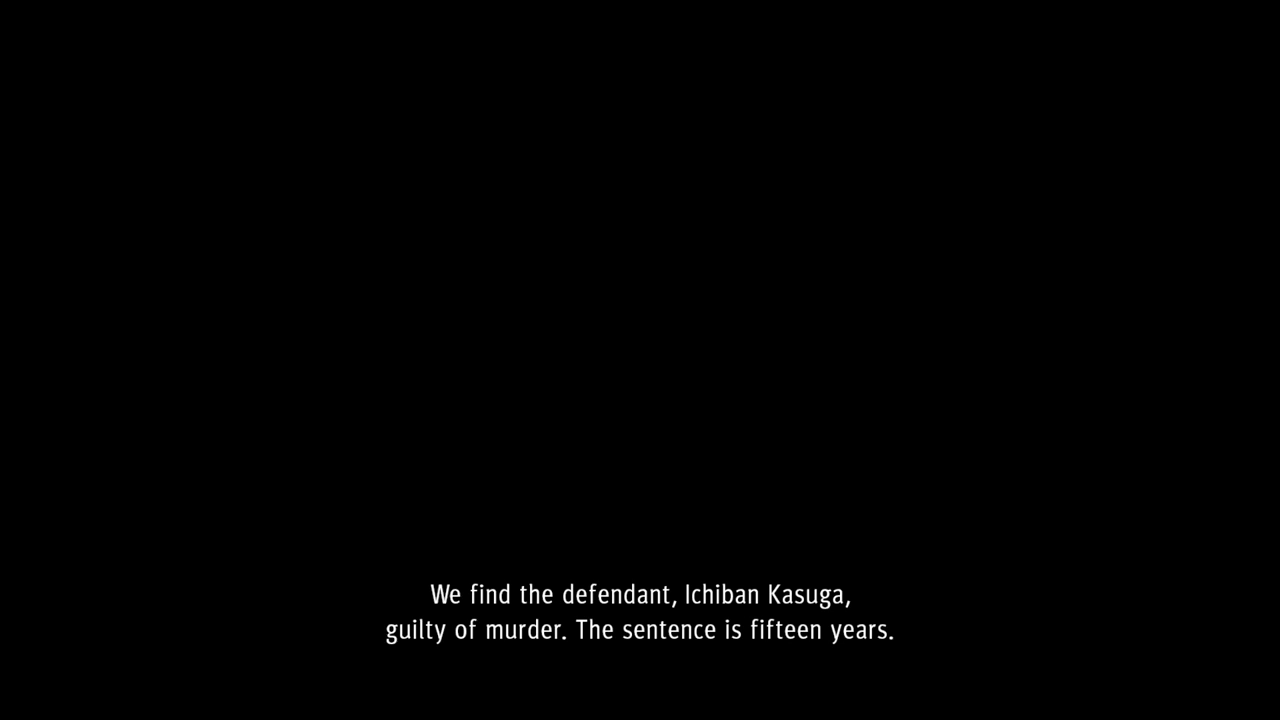 We find the defendant, Ichiban Kasuga,
guilty of murder. The sentence is fifteen years.